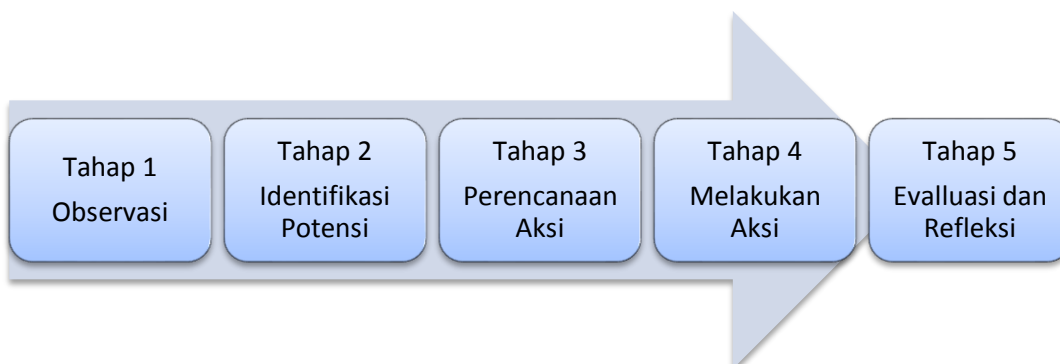 Tahap 1
Observasi
Tahap 2
Identifikasi
Potensi
Tahap 3
Perencanaan
Aksi
Tahap 4
Melakukan
Aksi
Tahap 5
Evalluasi dan
Refleksi